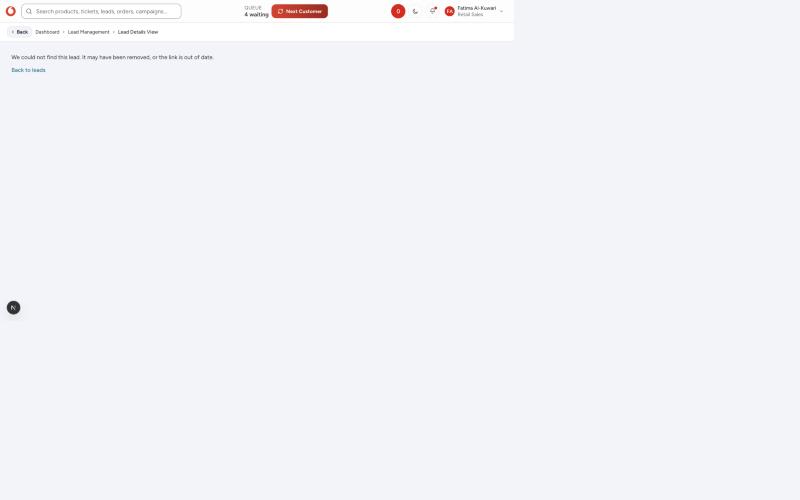 Search products, tickets, leads, orders, campaigns...
QUEUE
4 waiting
Next Customer
0
FA
Fatima Al-Kuwari
Retail Sales
Back
Dashboard
Lead Management
Lead Details View
We could not find this lead. It may have been removed, or the link is out of date.
Back to leads
N